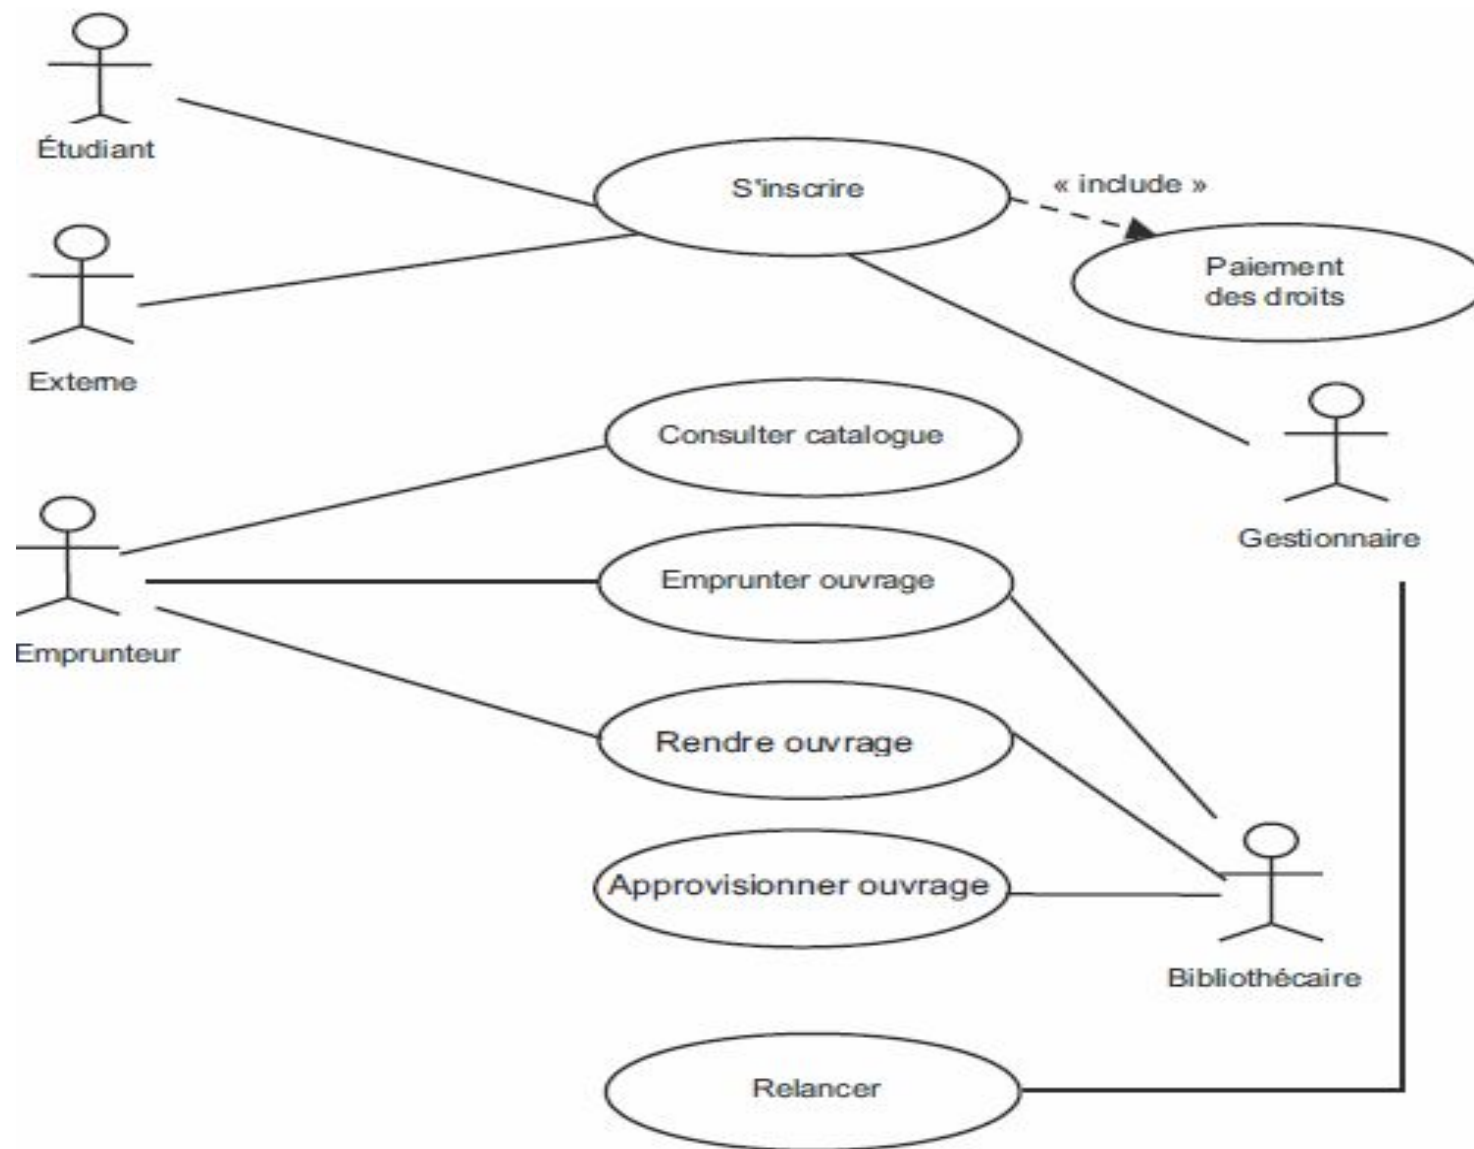 Étudiant
S'inscrire
« include »
Paiement
des droits
Externe
Consulter catalogue
Gestionnaire
Emprunter ouvrage
Emprunteur
Rendre ouvrage
Approvisionner ouvrage
Bibliothécaire
Relancer